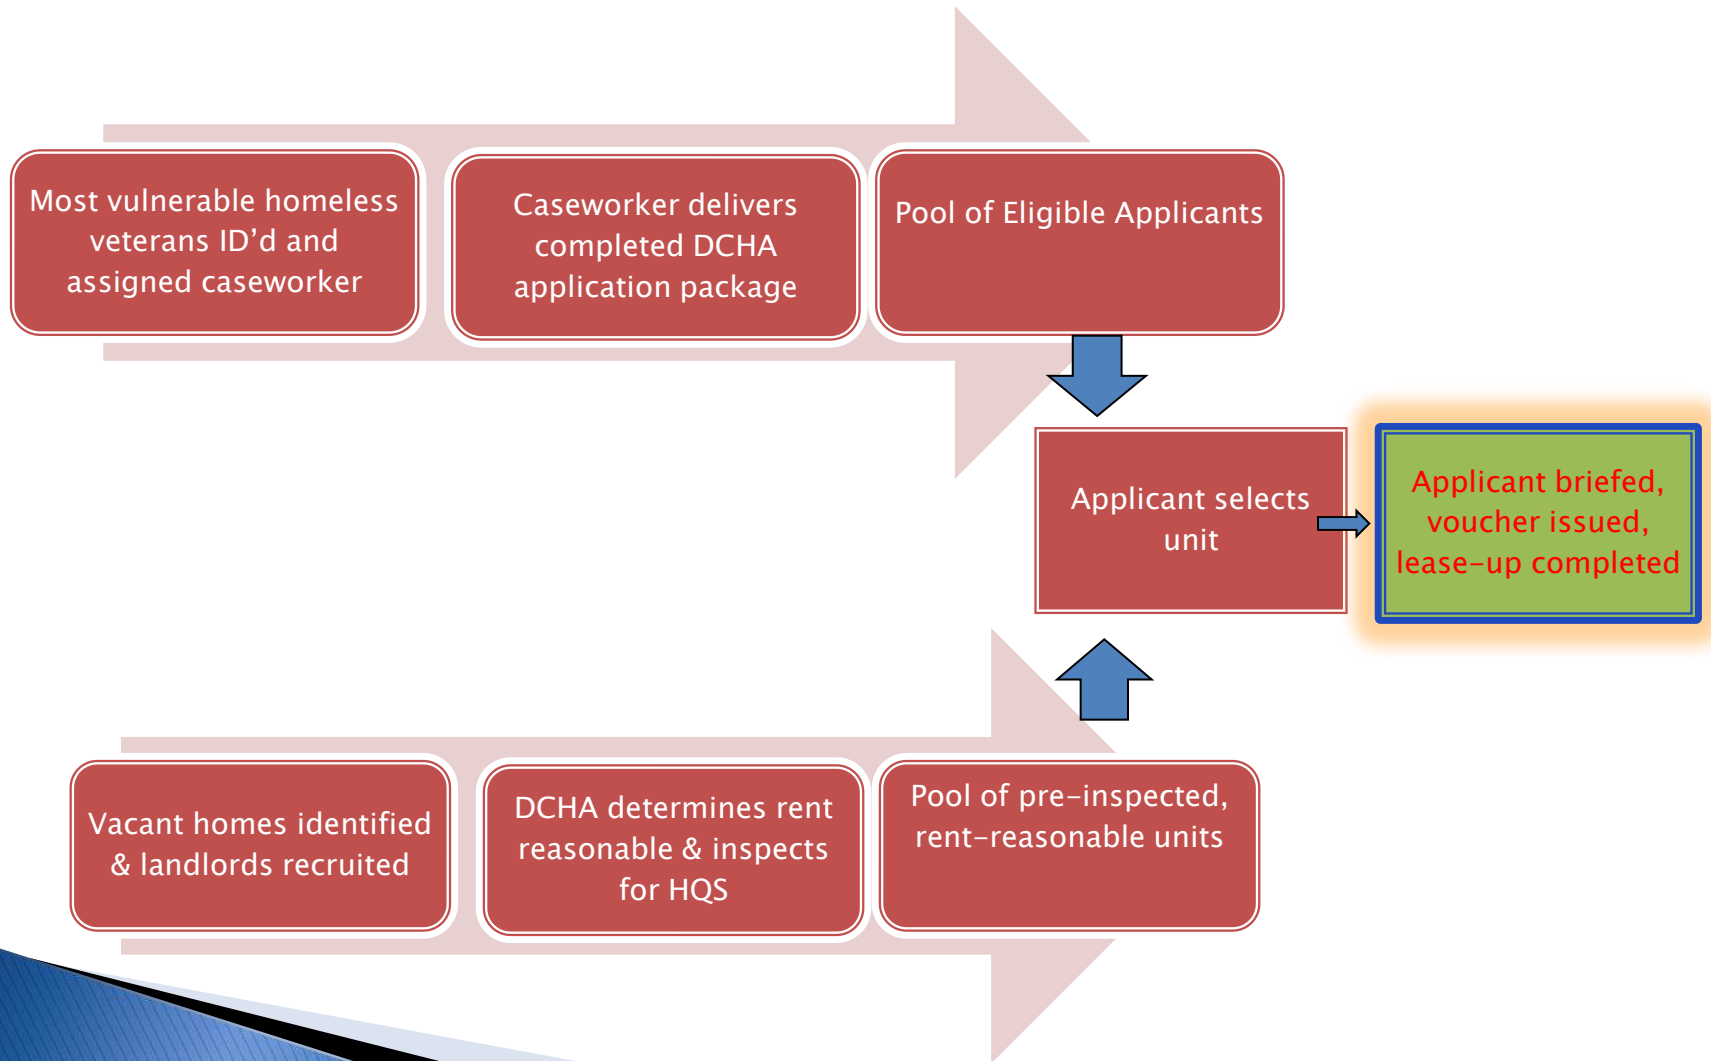 Most vulnerable homeless
veterans ID’d and
assigned caseworker
Caseworker delivers
completed DCHA
application package
Pool of Eligible Applicants
Applicant selects
unit
Applicant briefed,
voucher issued,
lease-up completed
Vacant homes identified
& landlords recruited
DCHA determines rent
reasonable & inspects
for HQS
Pool of pre-inspected,
rent-reasonable units